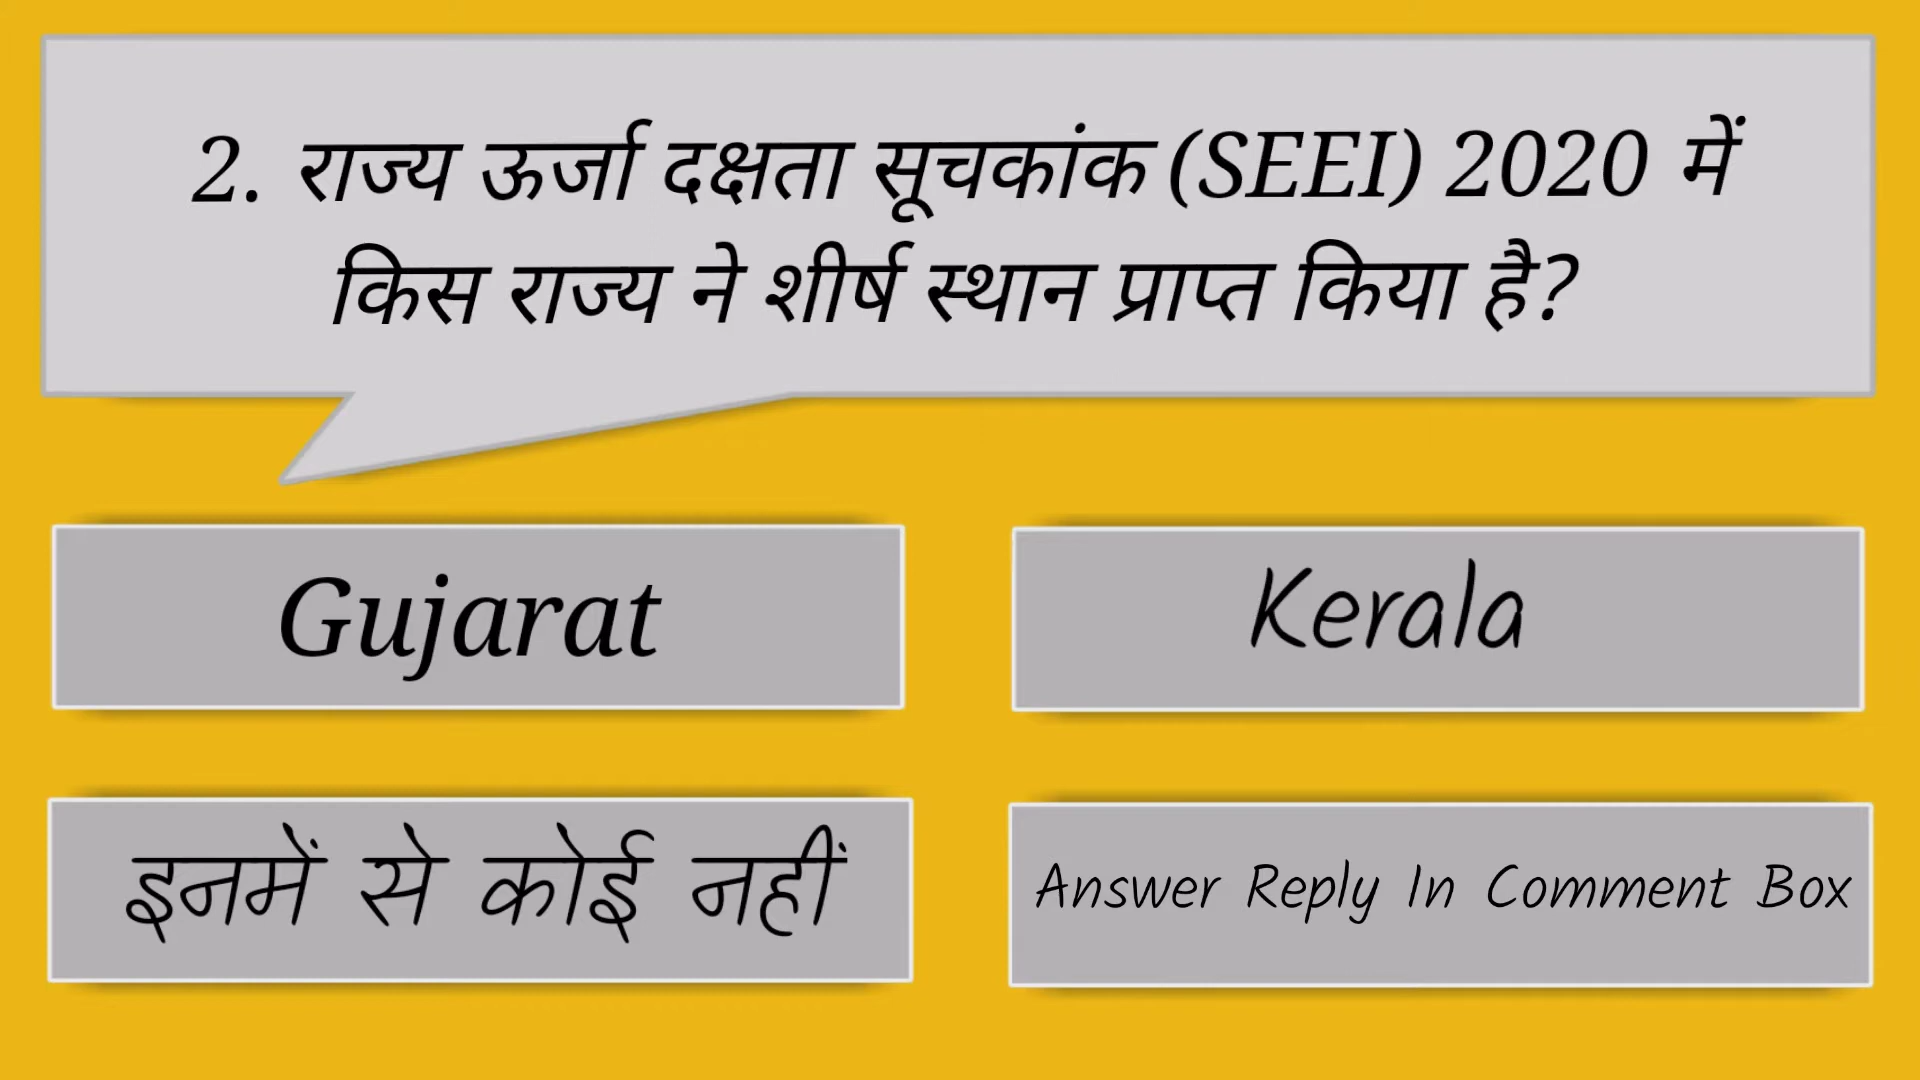 2. राज्य ऊर्जा दक्षता सूचकांक (SEEI) 2020 में
किस राज्य ने शीर्ष स्थान प्राप्त किया है?
Gujarat
Kerala
इनमें से कोई नहीं
Answer Reply In Comment Box